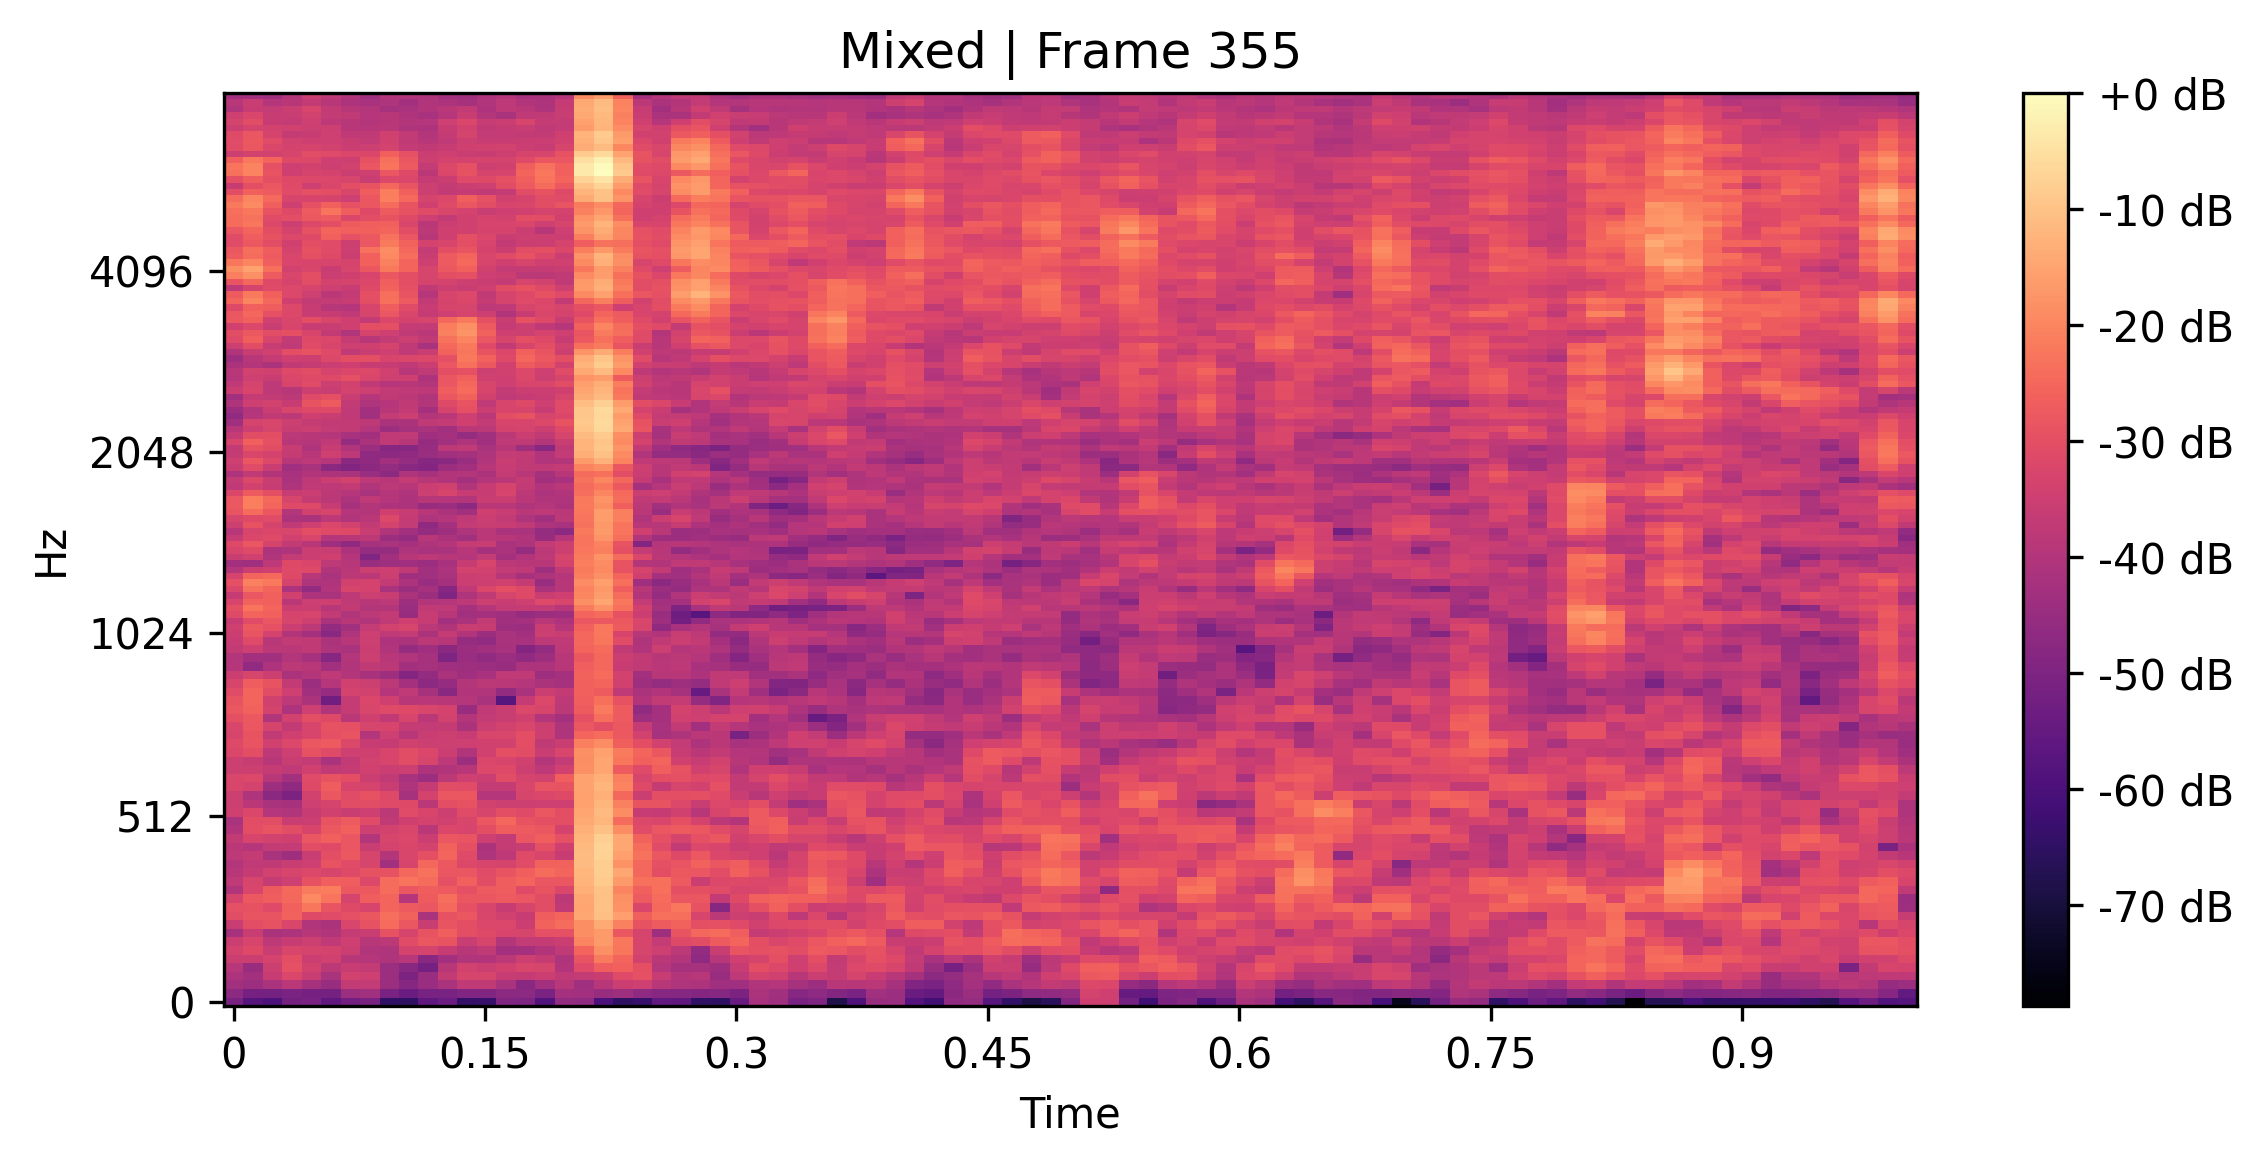 Mixed | Frame 355
Hz
4096
2048
1024
512
0
0 0.15 0.3 0.45 0.6 0.75 0.9
Time
+0 dB
-10 dB
-20 dB
-30 dB
-40 dB
-50 dB
-60 dB
-70 dB